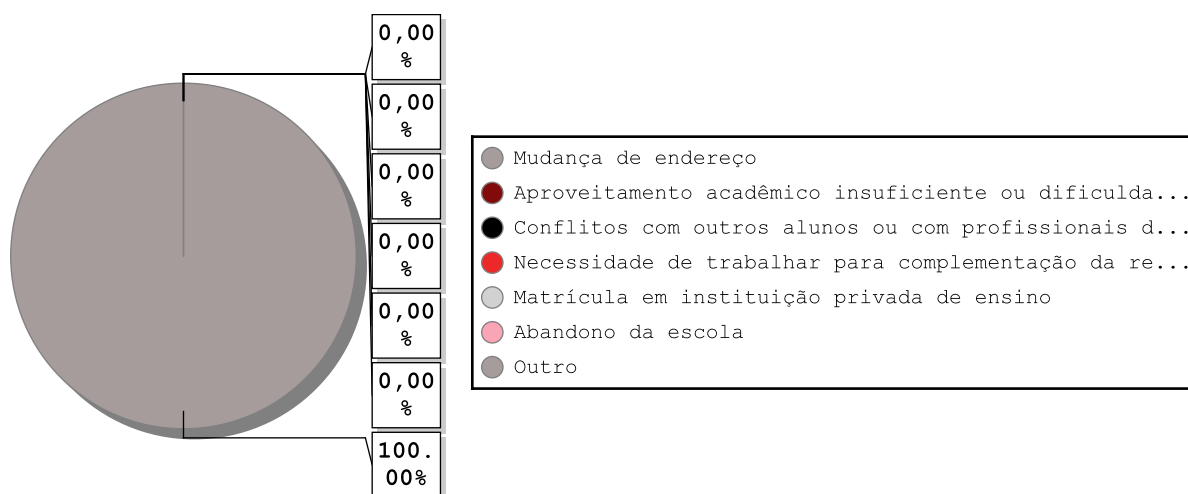 0,00
%
0,00
%
0,00
%
0,00
%
0,00
%
0,00
%
100.
00%
Mudança de endereço
Aproveitamento acadêmico insuficiente ou dificulda...
Conflitos com outros alunos ou com profissionais d...
Necessidade de trabalhar para complementação da re...
Matrícula em instituição privada de ensino
Abandono da escola
Outro